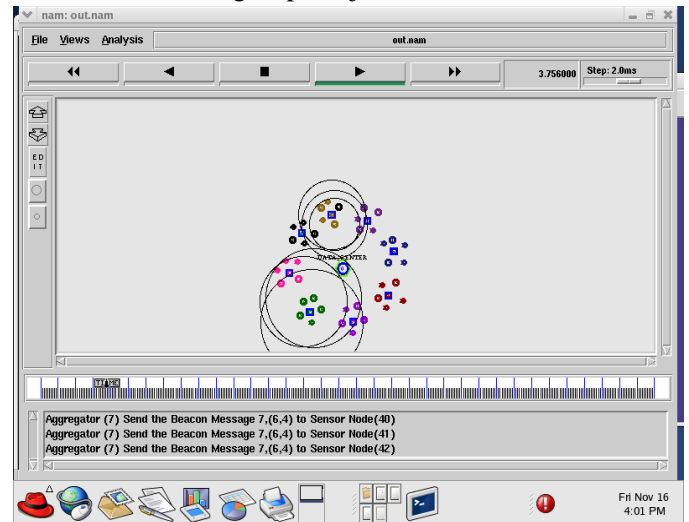 nam: out.nam
File Views Analysis out.nam
3.756000 Step: 2.0ms
ED
IT
DATA CENTER
TIME
Aggregator (7) Send the Beacon Message 7,(6,4) to Sensor Node(40)
Aggregator (7) Send the Beacon Message 7,(6,4) to Sensor Node(41)
Aggregator (7) Send the Beacon Message 7,(6,4) to Sensor Node(42)
Fri Nov 16
4:01 PM